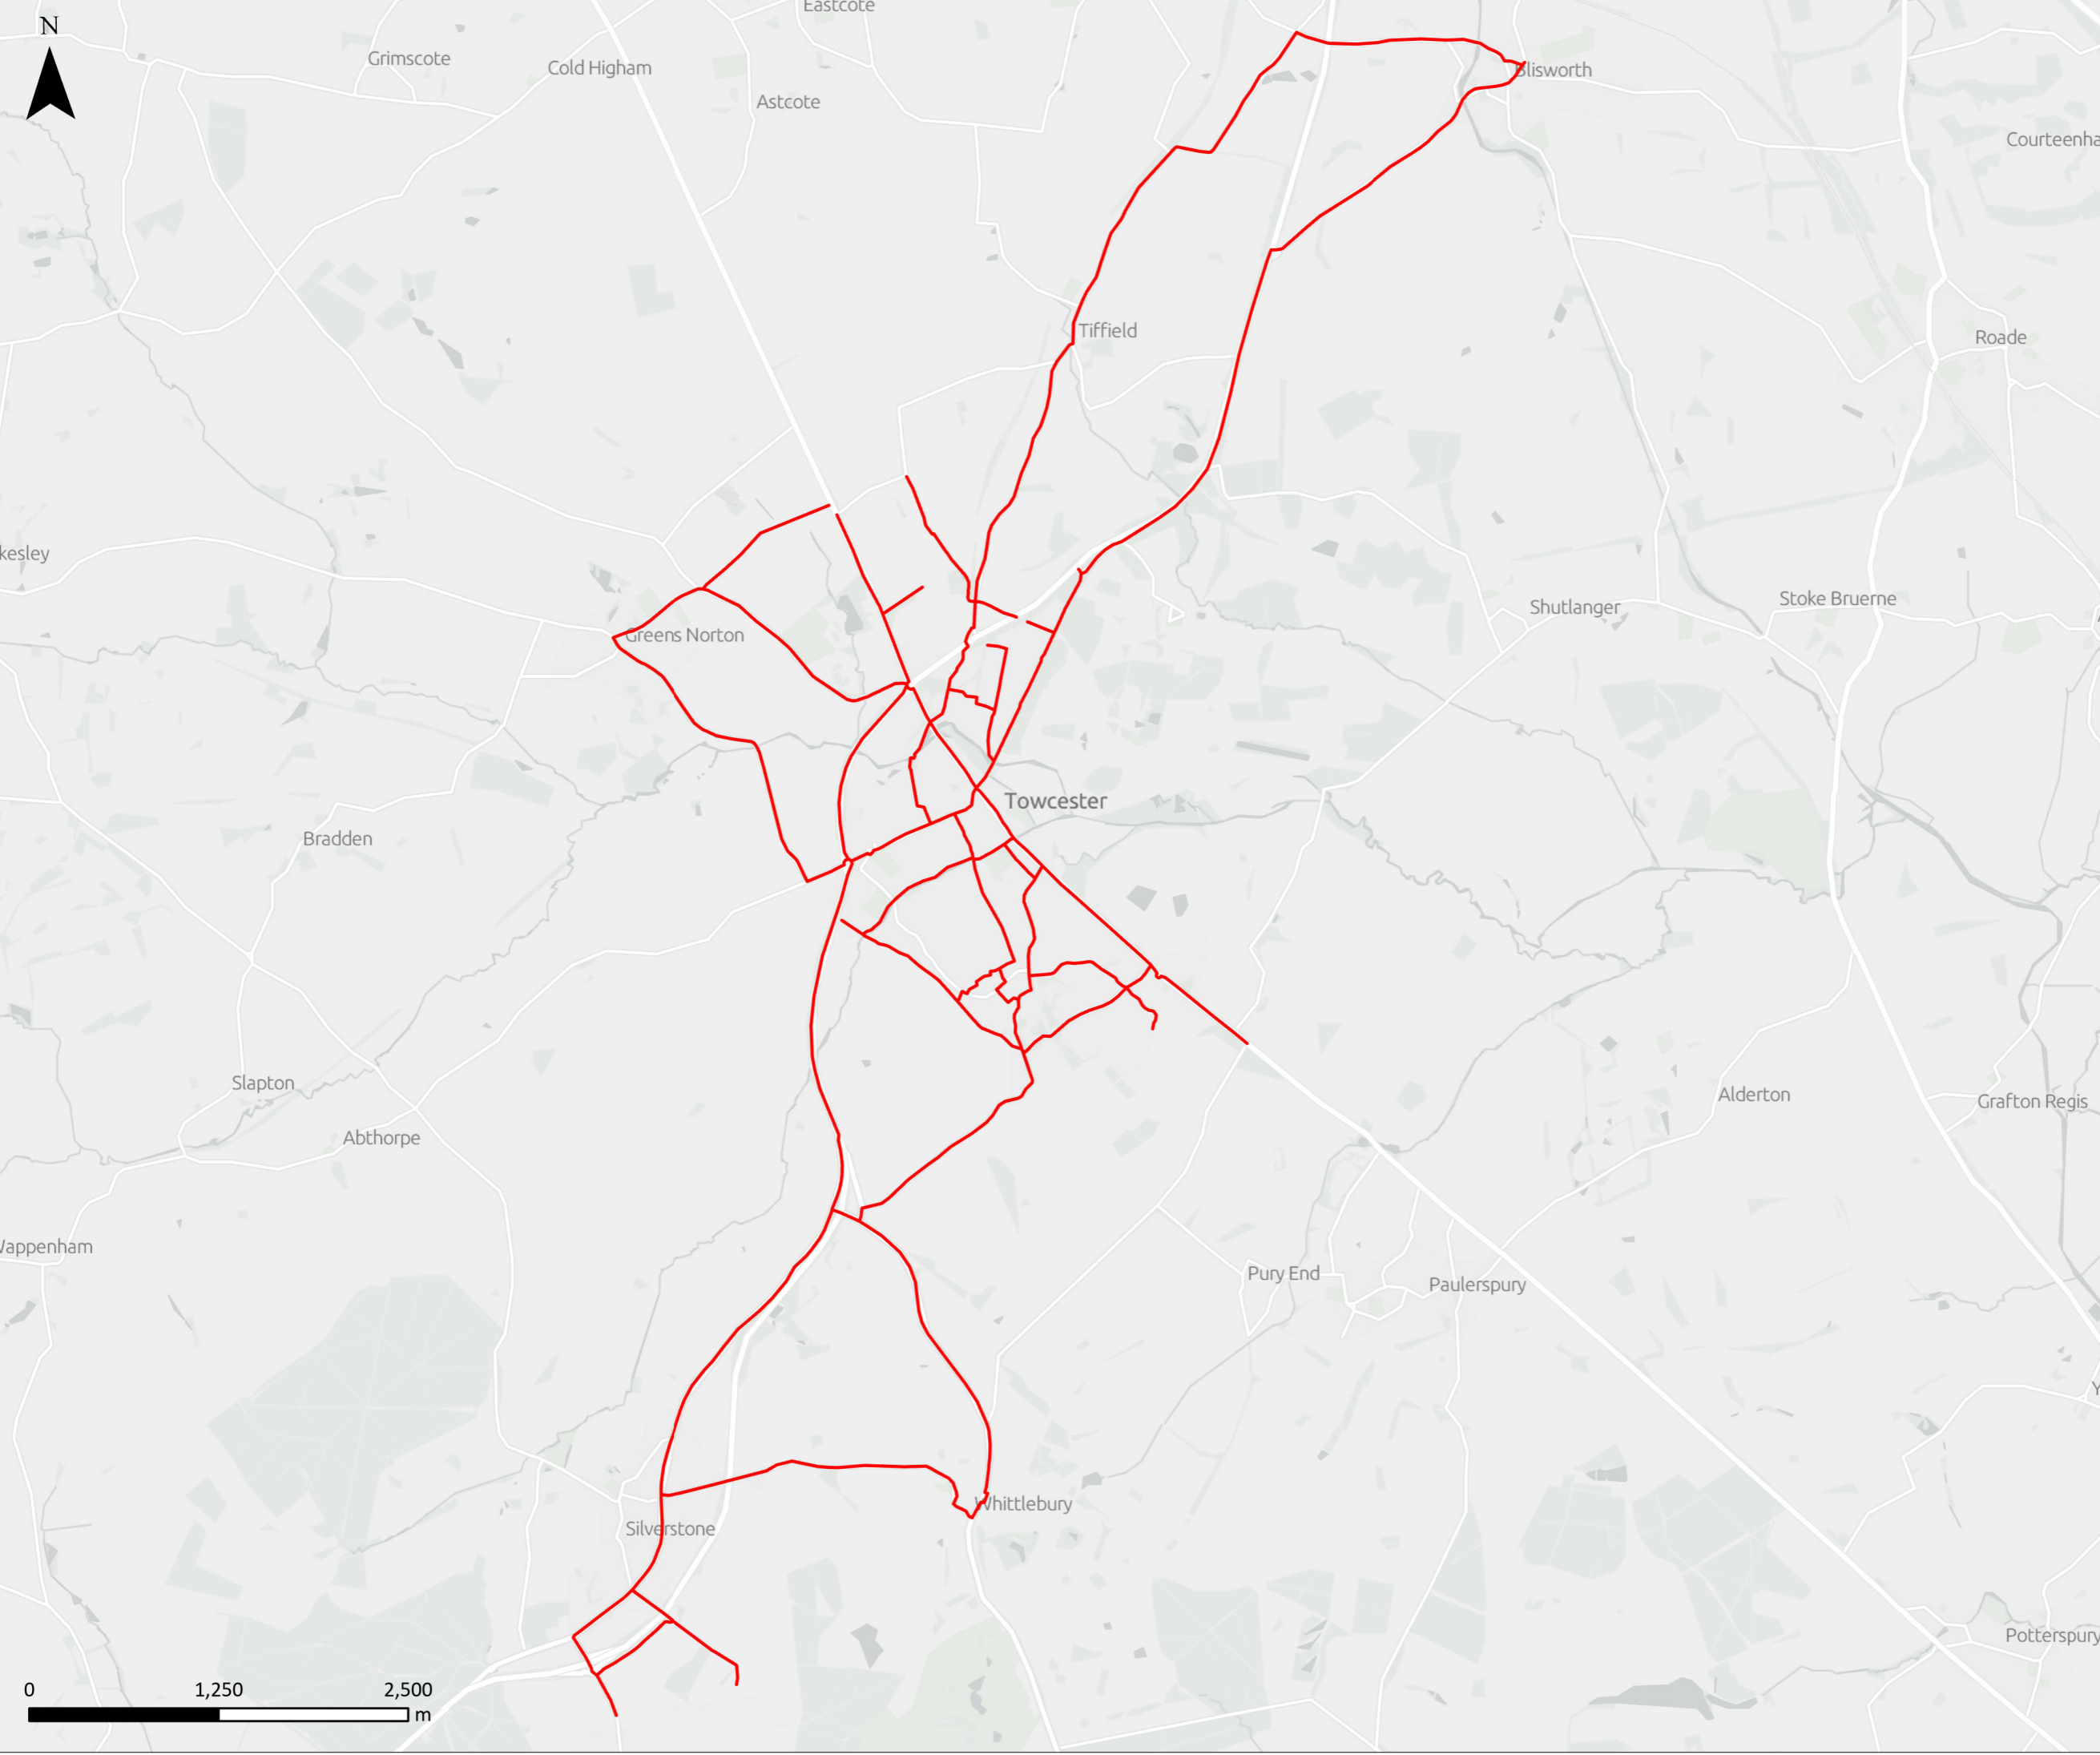 Eastcote
N
Grimscote
Cold Higham
Blisworth
Astcote
Courteenha
Tiffield
Roade
kesley
Stoke Bruerne
Shutlanger
Greens Norton
Towcester
Bradden
Slapton
Alderton
Grafton Regis
Abthorpe
Wappenham
Pury End
Paulerspury
Y
Whittlebury
Silverstone
Potterspury
0 1,250 2,500
m